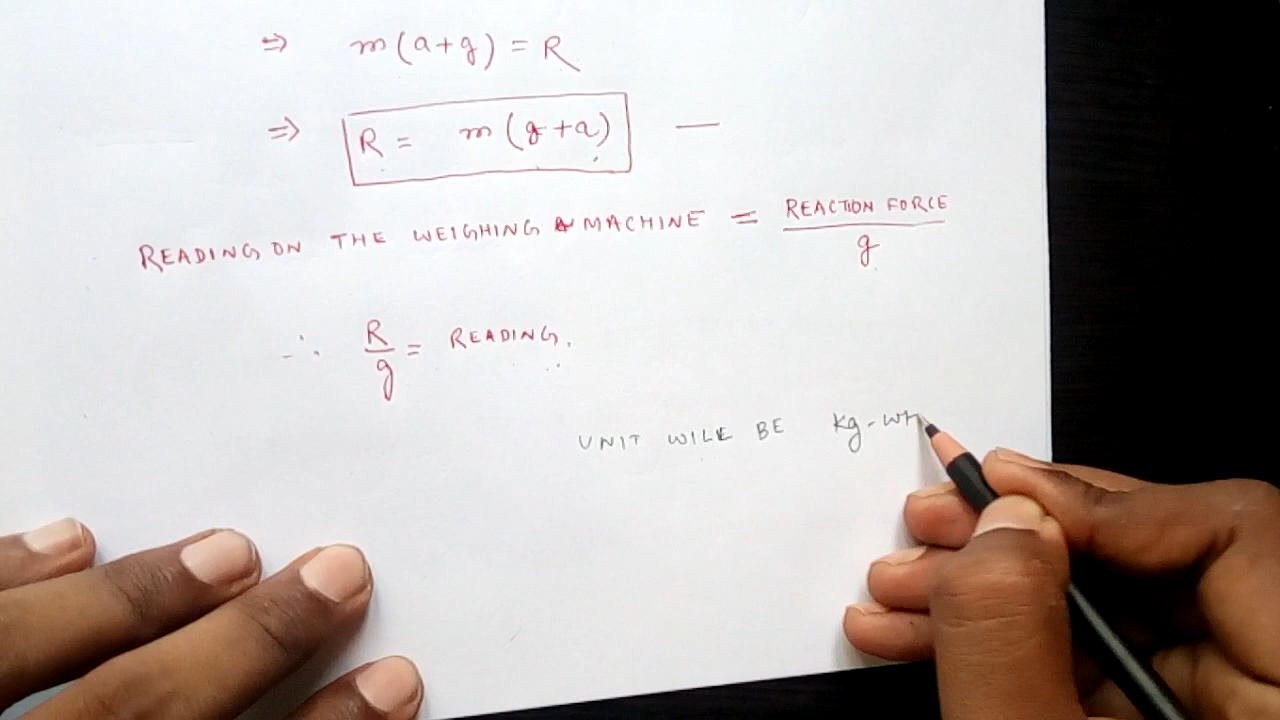 ⇒ m(a+g) = R
⇒ R = m(g+a) —
READING ON THE WEIGHING MACHINE = REACTION FORCE / g
∴ R/g = READING.
UNIT WILL BE Kg-wt